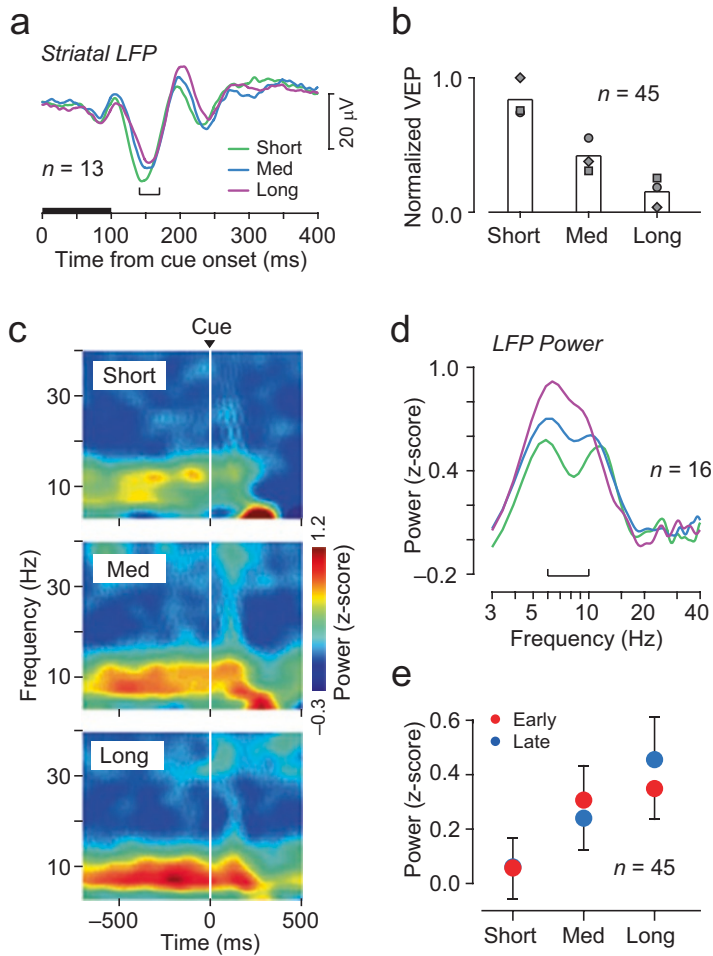 a
Striatal LFP
20 µV
Short
Med
Long
n = 13
0 100 200 300 400
Time from cue onset (ms)
b
Normalized VEP
1.0
0.0
n = 45
Short Med Long
c
Cue
Short
30
10
Med
30
10
Long
30
10
Frequency (Hz)
–500 0 500
Time (ms)
1.2
–0.3
Power (z-score)
d
LFP Power
1.0
0.4
–0.2
Power (z-score)
n = 16
3 5 10 20 40
Frequency (Hz)
e
Early
Late
0.6
0.4
0.2
0.0
Power (z-score)
n = 45
Short Med Long